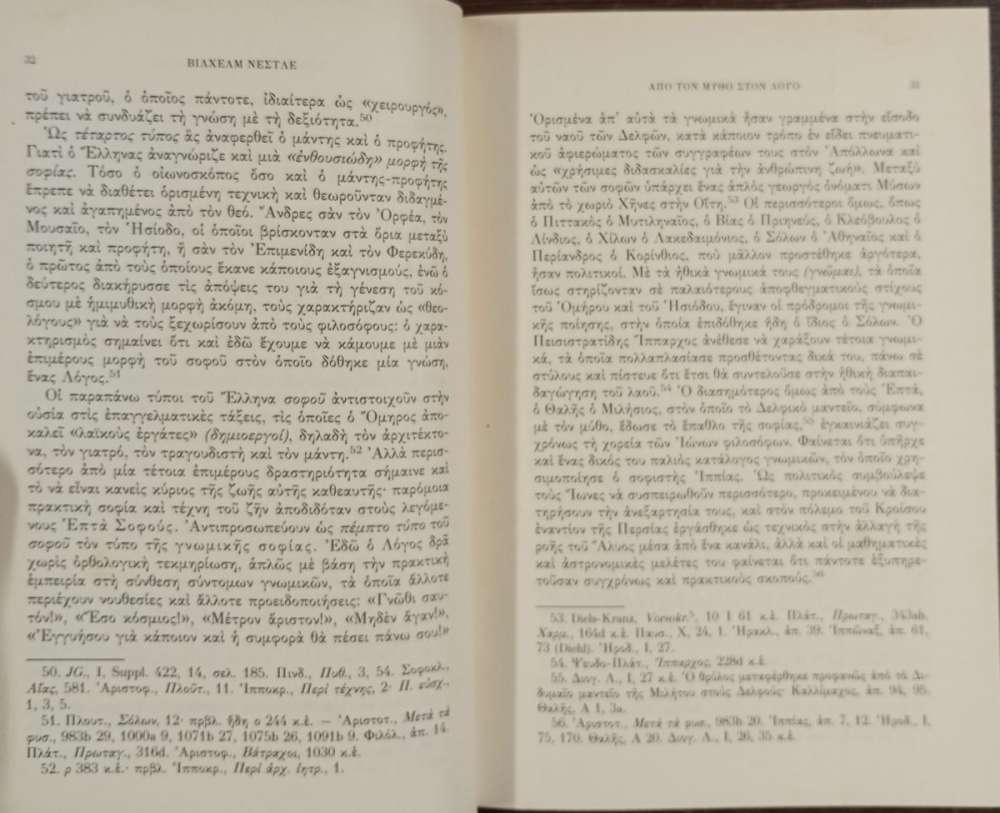 32
ΒΙΛΧΕΛΜ ΝΕΣΤΛΕ
τοῦ γιατροῦ, ὁ ὁποῖος πάντοτε, ἰδιαίτερα ὡς «χειρουργός»,
πρέπει νὰ συνδυάζει τὴ γνώση μὲ τὴ δεξιότητα.50
Ὡς τέταρτος τύπος ἂς ἀναφερθεῖ ὁ μάντης καὶ ὁ προφήτης.
Γιατὶ ὁ Ἕλληνας ἀναγνώριζε καὶ μιὰ «ἐνθουσιώδη» μορφὴ τῆς
σοφίας. Τόσο ὁ οἰωνοσκόπος ὅσο καὶ ὁ μάντης-προφήτης
ἔπρεπε νὰ διαθέτει ὁρισμένη τεχνικὴ καὶ θεωροῦνταν διδαγμέ-
νος καὶ ἀγαπημένος ἀπὸ τὸν θεό. Ἄνδρες σὰν τὸν Ὀρφέα, τὸν
Μουσαῖο, τὸν Ἡσίοδο, οἱ ὁποῖοι βρίσκονταν στὰ ὅρια μεταξὺ
ποιητῆ καὶ προφήτη, ἢ σὰν τὸν Ἐπιμενίδη καὶ τὸν Φερεκύδη,
ὁ πρῶτος ἀπὸ τοὺς ὁποίους ἔκανε κάποιους ἐξαγνισμούς, ἐνῶ ὁ
δεύτερος διακήρυσσε τὶς ἀπόψεις του γιὰ τὴ γένεση τοῦ κό-
σμου μὲ ἡμιμυθικὴ μορφὴ ἀκόμη, τοὺς χαρακτήριζαν ὡς «θεο-
λόγους» γιὰ νὰ τοὺς ξεχωρίσουν ἀπὸ τοὺς φιλοσόφους· ὁ χαρα-
κτηρισμὸς σημαίνει ὅτι καὶ ἐδῶ ἔχουμε νὰ κάμουμε μὲ μιὰν
ἐπιμέρους μορφὴ τοῦ σοφοῦ στὸν ὁποῖο δόθηκε μία γνώση,
ἕνας Λόγος.51
Οἱ παραπάνω τύποι τοῦ Ἕλληνα σοφοῦ ἀντιστοιχοῦν στὴν
οὐσία στὶς ἐπαγγελματικὲς τάξεις, τὶς ὁποῖες ὁ Ὅμηρος ἀπο-
καλεῖ «λαϊκοὺς ἐργάτες» (δημιοεργοί), δηλαδὴ τὸν ἀρχιτέκτο-
να, τὸν γιατρό, τὸν τραγουδιστὴ καὶ τὸν μάντη.52 Ἀλλὰ περισ-
σότερο ἀπὸ μία τέτοια ἐπιμέρους δραστηριότητα σήμαινε καὶ
τὸ νὰ εἶναι κανεὶς κύριος τῆς ζωῆς αὐτῆς καθεαυτῆς· παρόμοια
πρακτικὴ σοφία καὶ τέχνη τοῦ ζῆν ἀποδιδόταν στοὺς λεγόμε-
νους Ἑπτὰ Σοφούς. Ἀντιπροσωπεύουν ὡς πέμπτο τύπο τοῦ
σοφοῦ τὸν τύπο τῆς γνωμικῆς σοφίας. Ἐδῶ ὁ Λόγος δρᾶ
χωρὶς ὀρθολογικὴ τεκμηρίωση, ἁπλῶς μὲ βάση τὴν πρακτικὴ
ἐμπειρία στὴ σύνθεση σύντομων γνωμικῶν, τὰ ὁποῖα ἄλλοτε
περιέχουν νουθεσίες καὶ ἄλλοτε προειδοποιήσεις: «Γνῶθι σαυ-
τόν!», «Ἔσο κόσμιος!», «Μέτρον ἄριστον!», «Μηδὲν ἄγαν!»,
«Ἐγγυήσου γιὰ κάποιον καὶ ἡ συμφορὰ θὰ πέσει πάνω σου!»
50. JG., I, Suppl. 422, 14, σελ. 185. Πινδ., Πυθ., 3, 54. Σοφοκλ.,
Αἴας, 581. Ἀριστοφ., Πλοῦτ., 11. Ἱπποκρ., Περὶ τέχνης, 2· Π. εὐσχ.,
1, 3, 5.
51. Πλουτ., Σόλων, 12· πρβλ. ἤδη ο 244 κ.ἑ. — Ἀριστοτ., Μετὰ τὰ
φυσ., 983b 29, 1000a 9, 1071b 27, 1075b 26, 1091b 9. Φιλόλ., ἀπ. 14.
Πλάτ., Πρωταγ., 316d. Ἀριστοφ., Βάτραχοι, 1030 κ.ἑ.
52. ρ 383 κ.ἑ.· πρβλ. Ἱπποκρ., Περὶ ἀρχ. ἰητρ., 1.
ΑΠΟ ΤΟΝ ΜΥΘΟ ΣΤΟΝ ΛΟΓΟ
Ὁρισμένα ἀπ' αὐτὰ τὰ γνωμικὰ ἦσαν γραμμένα στὴν εἴσοδο
τοῦ ναοῦ τῶν Δελφῶν, κατὰ κάποιον τρόπο ἐν εἴδει πνευματι-
κοῦ ἀφιερώματος τῶν συγγραφέων τους στὸν Ἀπόλλωνα καὶ
ὡς «χρήσιμες διδασκαλίες γιὰ τὴν ἀνθρώπινη ζωή». Μεταξὺ
αὐτῶν τῶν σοφῶν ὑπάρχει ἕνας ἁπλὸς γεωργὸς ὀνόματι Μύσων
ἀπὸ τὸ χωριὸ Χῆνες στὴν Οἴτη.53 Οἱ περισσότεροι ὅμως, ὅπως
ὁ Πιττακὸς ὁ Μυτιληναῖος, ὁ Βίας ὁ Πριηνεύς, ὁ Κλεόβουλος ὁ
Λίνδιος, ὁ Χίλων ὁ Λακεδαιμόνιος, ὁ Σόλων ὁ Ἀθηναῖος καὶ ὁ
Περίανδρος ὁ Κορίνθιος, ποὺ μᾶλλον προστέθηκε ἀργότερα,
ἦσαν πολιτικοί. Μὲ τὰ ἠθικὰ γνωμικά τους (γνῶμαι), τὰ ὁποῖα
ἴσως στηρίζονταν σὲ παλαιότερους ἀποφθεγματικοὺς στίχους
τοῦ Ὁμήρου καὶ τοῦ Ἡσιόδου, ἔγιναν οἱ πρόδρομοι τῆς γνωμι-
κῆς ποίησης, στὴν ὁποία ἐπιδόθηκε ἤδη ὁ ἴδιος ὁ Σόλων. Ὁ
Πεισιστρατίδης Ἵππαρχος ἀνέθεσε νὰ χαράξουν τέτοια γνωμι-
κά, τὰ ὁποῖα πολλαπλασίασε προσθέτοντας δικά του, πάνω σὲ
στύλους καὶ πίστευε ὅτι ἔτσι θὰ συντελοῦσε στὴν ἠθικὴ διαπαι-
δαγώγηση τοῦ λαοῦ.54 Ὁ διασημότερος ὅμως ἀπὸ τοὺς Ἑπτά,
ὁ Θαλῆς ὁ Μιλήσιος, στὸν ὁποῖο τὸ Δελφικὸ μαντεῖο, σύμφωνα
μὲ τὸν μύθο, ἔδωσε τὸ ἔπαθλο τῆς σοφίας,55 ἐγκαινιάζει συγ-
χρόνως τὴ χορεία τῶν Ἰώνων φιλοσόφων. Φαίνεται ὅτι ὑπῆρχε
καὶ ἕνας δικός του παλιὸς κατάλογος γνωμικῶν, τὸν ὁποῖο χρη-
σιμοποίησε ὁ σοφιστὴς Ἱππίας. Ὡς πολιτικὸς συμβούλεψε
τοὺς Ἴωνες νὰ συσπειρωθοῦν περισσότερο, προκειμένου νὰ δια-
τηρήσουν τὴν ἀνεξαρτησία τους, καὶ στὸν πόλεμο τοῦ Κροίσου
ἐναντίον τῆς Περσίας ἐργάσθηκε ὡς τεχνικὸς στὴν ἀλλαγὴ τῆς
ροῆς τοῦ Ἅλυος μέσα ἀπὸ ἕνα κανάλι, ἀλλὰ καὶ οἱ μαθηματικὲς
καὶ ἀστρονομικὲς μελέτες του φαίνεται ὅτι πάντοτε ἐξυπηρε-
τοῦσαν συγχρόνως καὶ πρακτικοὺς σκοπούς.56
53. Diels-Kranz, Vorsokr.5, 10 I 61 κ.ἑ. Πλάτ., Πρωταγ., 343ab,
Χαρμ., 164d κ.ἑ. Παυσ., X, 24, 1. Ἡρακλ., ἀπ. 39. Ἱππῶναξ, ἀπ. 61,
73 (Diehl). Ἡροδ., I, 27.
54. Ψευδο-Πλάτ., Ἵππαρχος, 228d κ.ἑ.
55. Διογ. Λ., I, 27 κ.ἑ. Ὁ θρύλος μεταφέρθηκε προφανῶς ἀπὸ τὸ Δι-
δυμαῖο μαντεῖο τῆς Μιλήτου στοὺς Δελφούς· Καλλίμαχος, ἀπ. 94, 95.
Θαλῆς, A 1, 3a.
56. Ἀριστοτ., Μετὰ τὰ φυσ., 983b 20. Ἱππίας, ἀπ. 7, 12. Ἡροδ., I,
75, 170. Θαλῆς, A 20. Διογ. Λ., I, 26, 35 κ.ἑ.